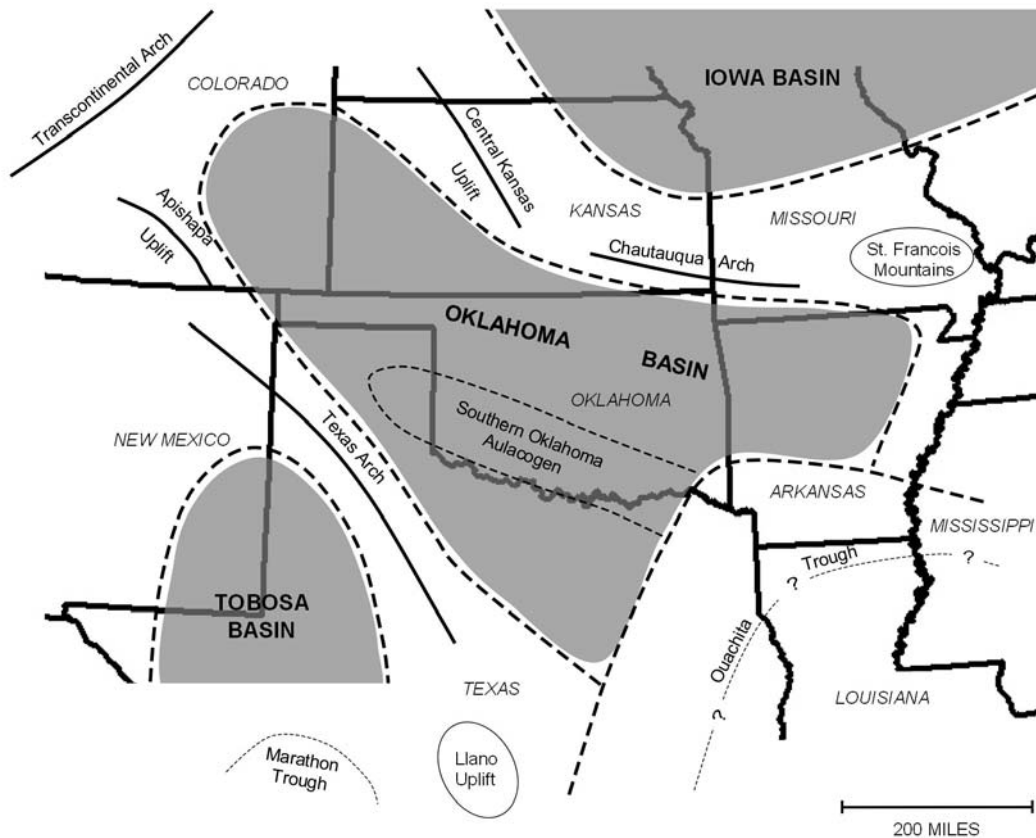 Transcontinental Arch
COLORADO
IOWA BASIN
Central Kansas
Uplift
Apishapa
Uplift
KANSAS
MISSOURI
St. Francois
Mountains
Chautauqua Arch
OKLAHOMA
BASIN
OKLAHOMA
Southern Oklahoma
Aulacogen
Texas Arch
NEW MEXICO
ARKANSAS
MISSISSIPPI
TOBOSA
BASIN
? Ouachita ? Trough ?
TEXAS
LOUISIANA
Marathon
Trough
Llano
Uplift
200 MILES